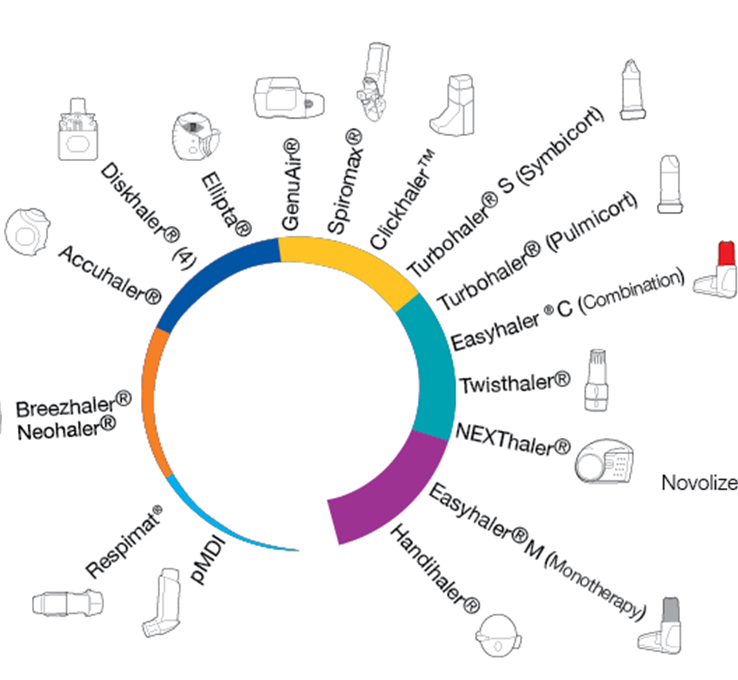 GenuAir®
Spiromax®
Clickhaler™
Turbohaler® S (Symbicort)
Turbohaler® (Pulmicort)
Easyhaler ® C (Combination)
Twisthaler®
NEXThaler®
Novolize
Easyhaler® M (Monotherapy)
Handihaler®
pMDI
Respimat®
Breezhaler®
Neohaler®
Accuhaler®
Diskhaler® (4)
Ellipta®